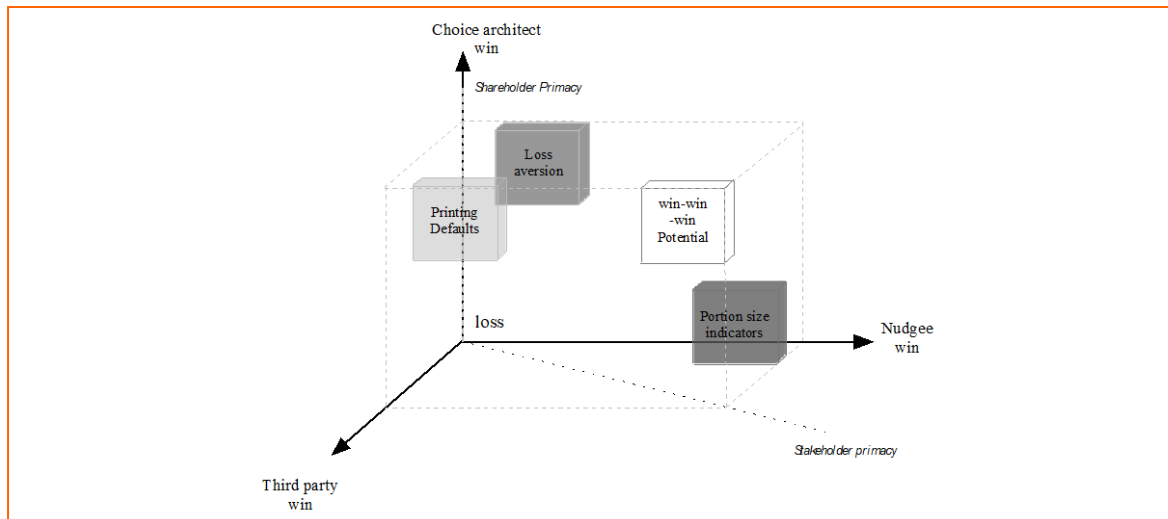 Choice architect
win
Shareholder Primacy
Loss
aversion
Printing
Defaults
win-win
-win
Potential
loss
Portion size
indicators
Nudgee
win
Stakeholder primacy
Third party
win